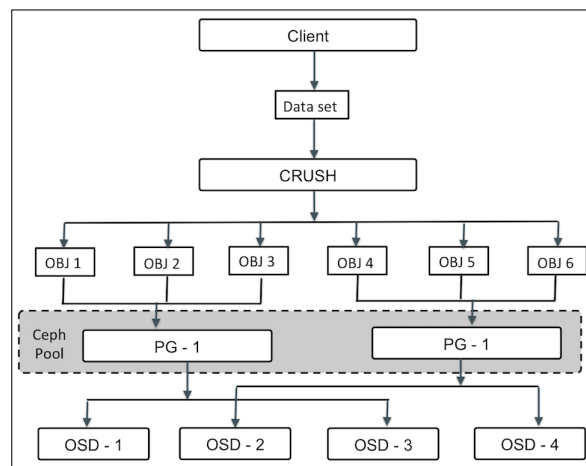 Client
Data set
CRUSH
OBJ 1
OBJ 2
OBJ 3
OBJ 4
OBJ 5
OBJ 6
Ceph
Pool
PG - 1
PG - 1
OSD - 1
OSD - 2
OSD - 3
OSD - 4